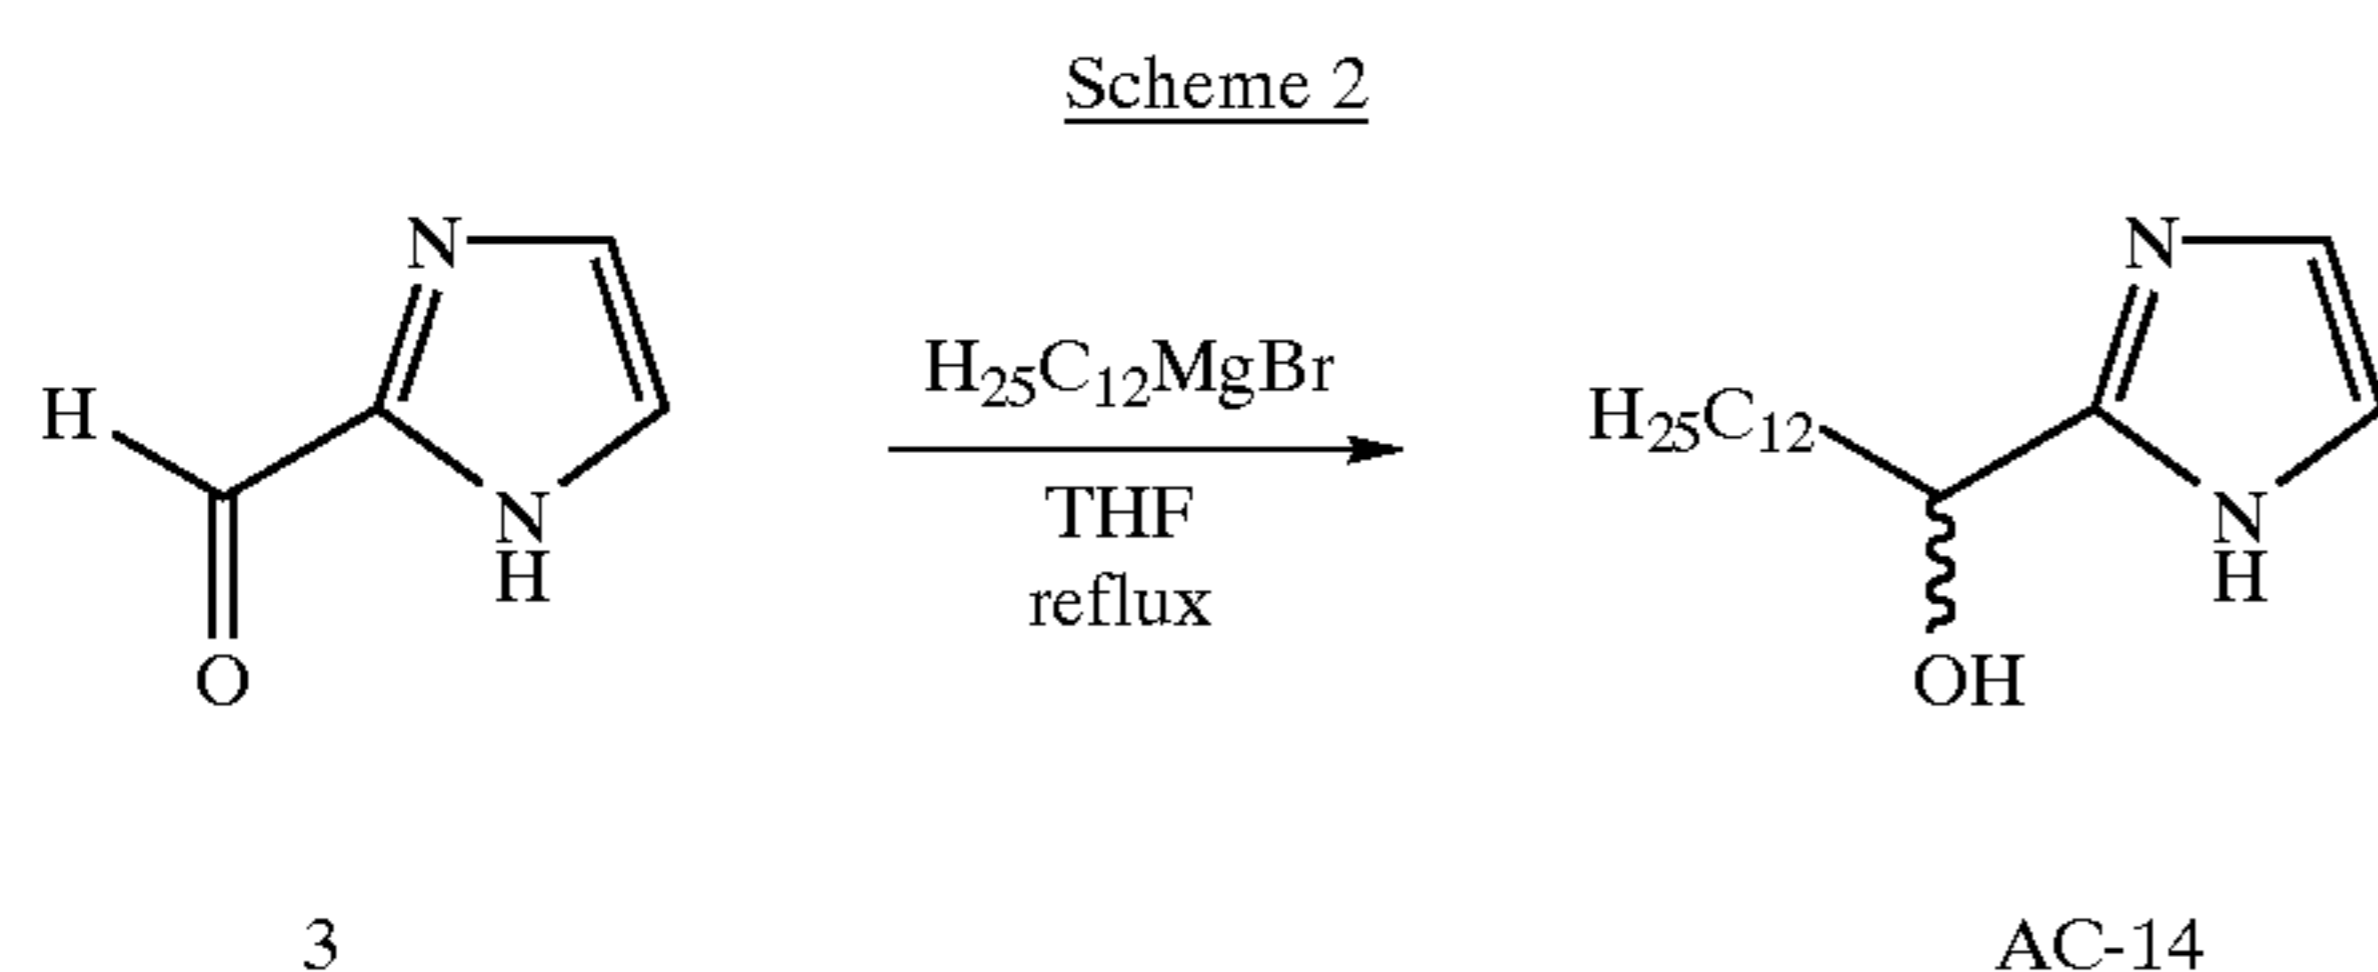 Scheme 2
N
H
N
H
O
H₂₅C₁₂MgBr
THF
reflux
N
H₂₅C₁₂
N
H
OH
3
AC-14